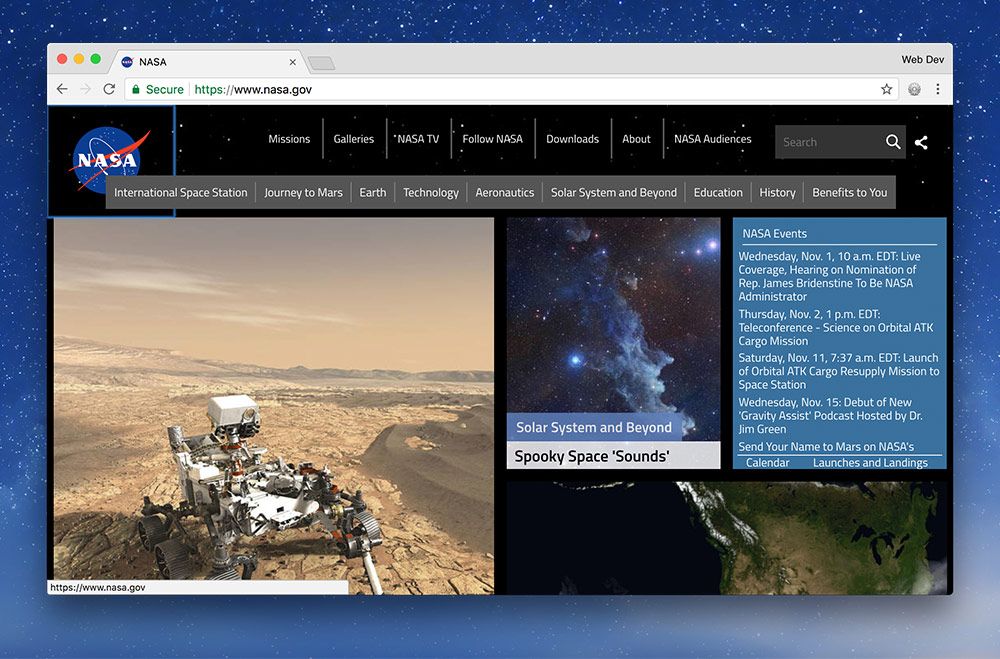 NASA
Web Dev
Secure https://www.nasa.gov
NASA
Missions Galleries NASA TV Follow NASA Downloads About NASA Audiences Search
International Space Station Journey to Mars Earth Technology Aeronautics Solar System and Beyond Education History Benefits to You
Solar System and Beyond
Spooky Space 'Sounds'
NASA Events
Wednesday, Nov. 1, 10 a.m. EDT: Live
Coverage, Hearing on Nomination of
Rep. James Bridenstine To Be NASA
Administrator
Thursday, Nov. 2, 1 p.m. EDT:
Teleconference - Science on Orbital ATK
Cargo Mission
Saturday, Nov. 11, 7:37 a.m. EDT: Launch
of Orbital ATK Cargo Resupply Mission to
Space Station
Wednesday, Nov. 15: Debut of New
'Gravity Assist' Podcast Hosted by Dr.
Jim Green
Send Your Name to Mars on NASA's
Calendar Launches and Landings
https://www.nasa.gov